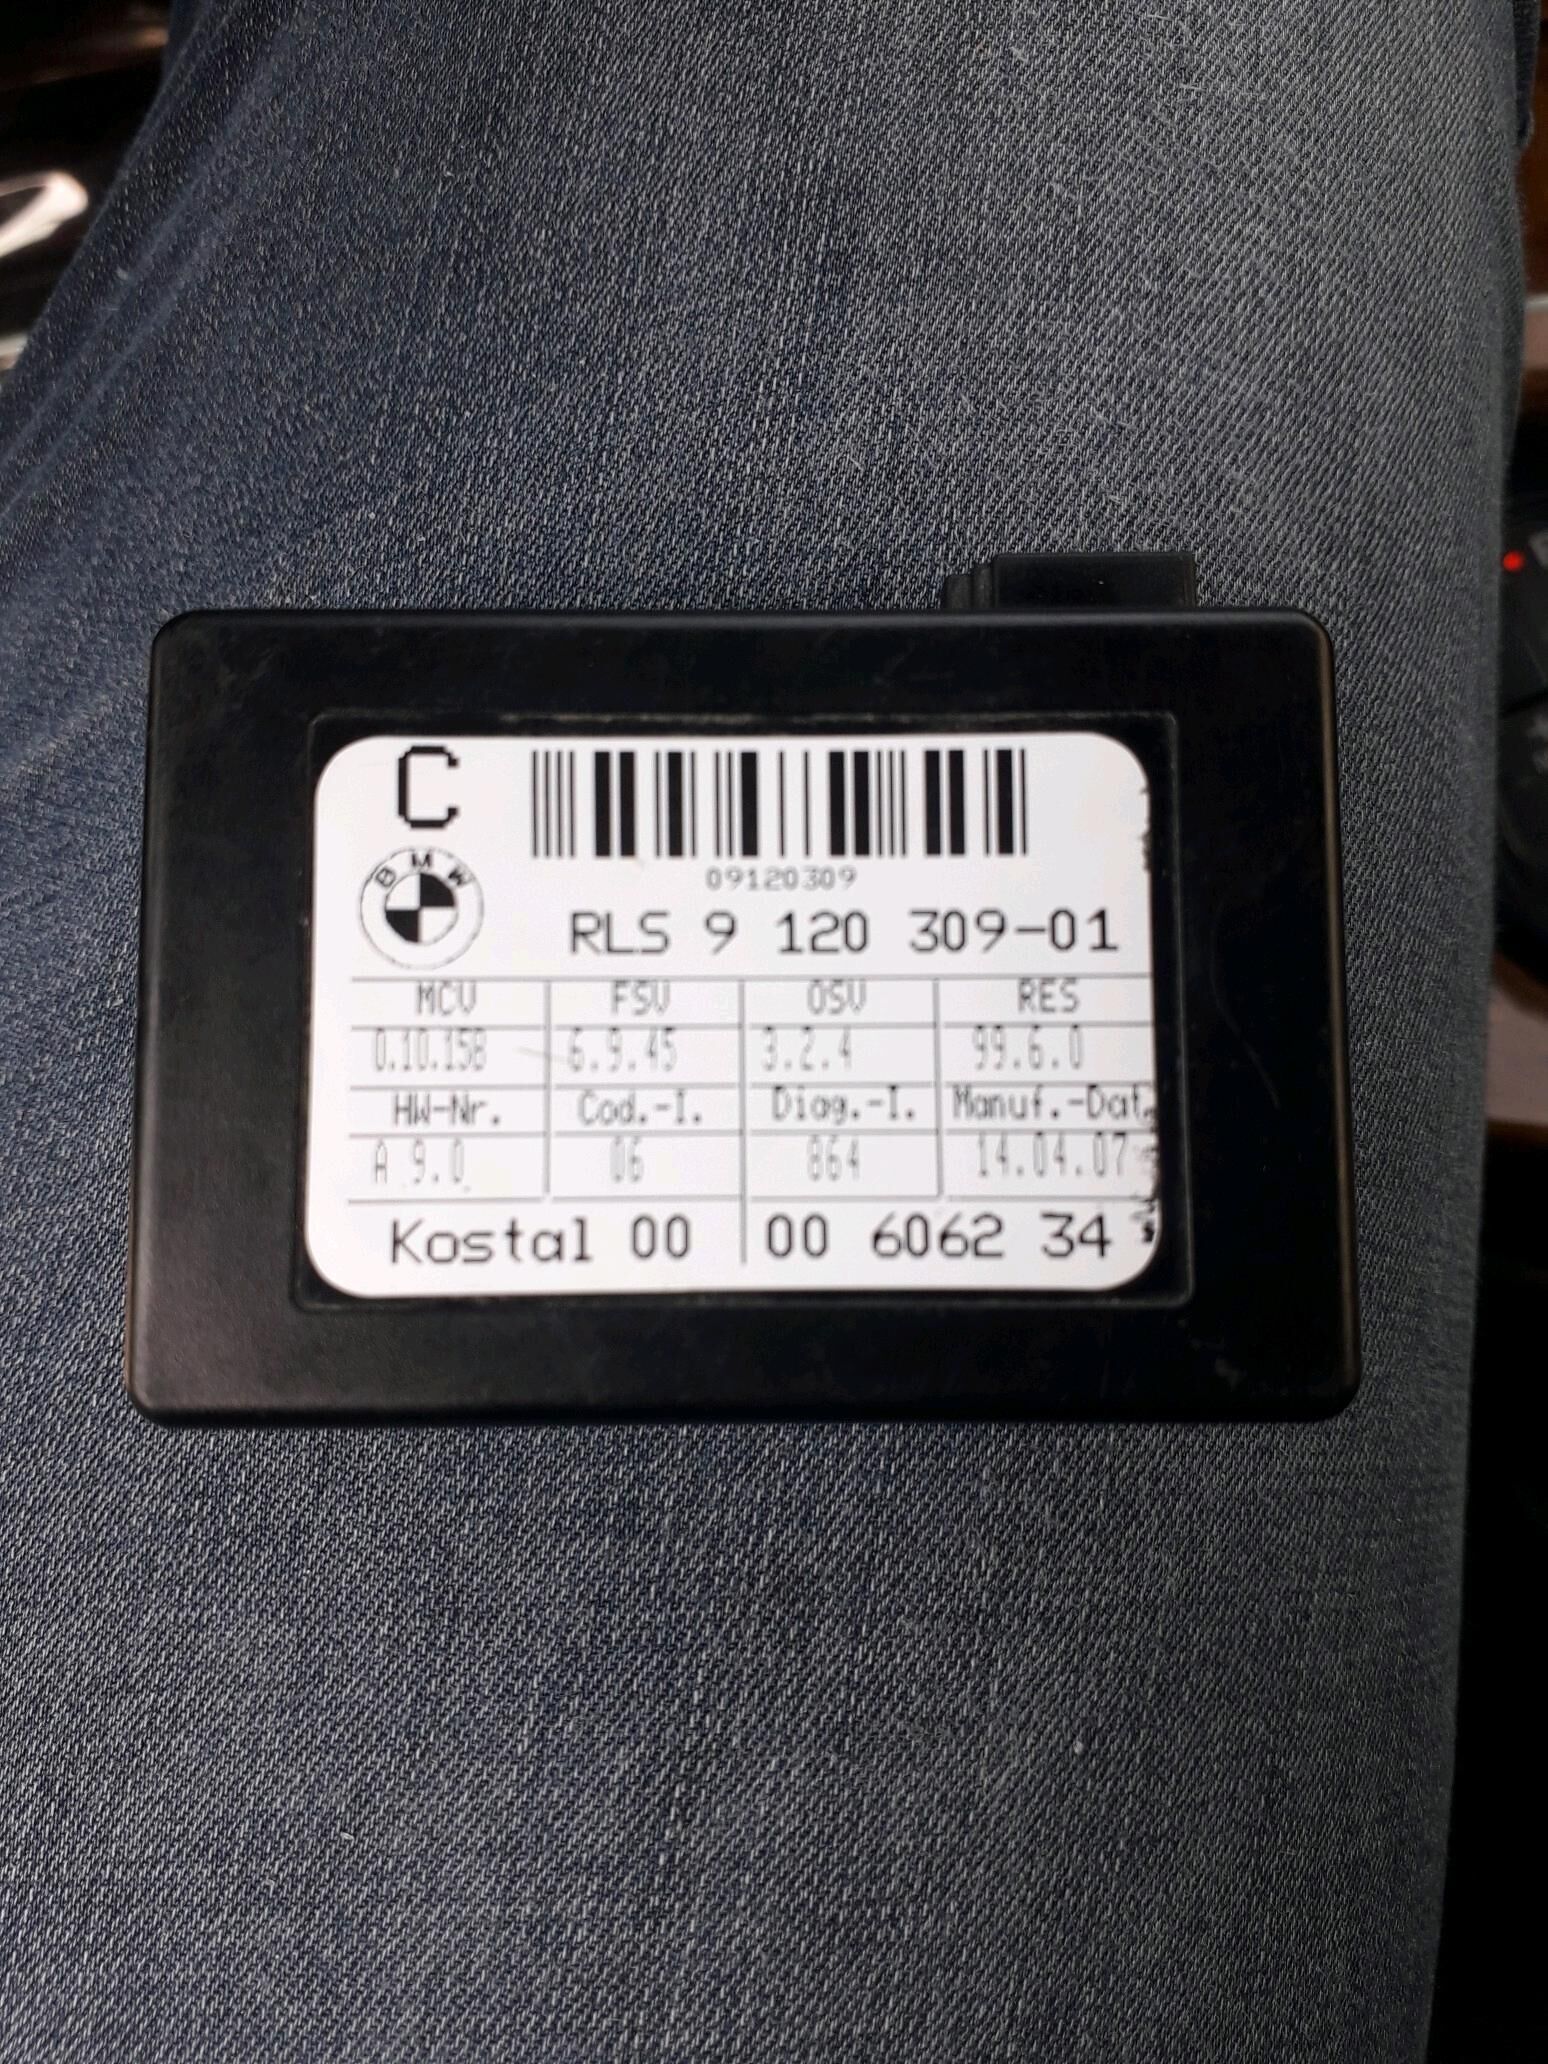 C
BMW
09120309
RLS 9 120 309-01
MCV FSV OSV RES
0.10.158 6.9.45 3.2.4 99.6.0
HW-Nr. Cod.-I. Diag.-I. Manuf.-Dat.
A 9.0 06 864 14.04.07
Kostal 00 00 6062 34